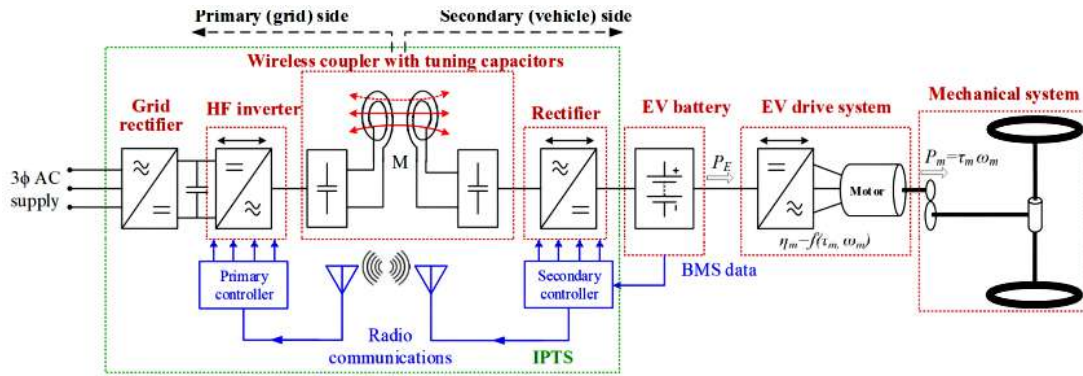 Primary (grid) side
Secondary (vehicle) side
Wireless coupler with tuning capacitors
Grid
rectifier
HF inverter
Rectifier
EV battery
EV drive system
Mechanical system
3ϕ AC
supply
M
P_E
Motor
P_m=τ_m ω_m
η_m–f(τ_m, ω_m)
Primary
controller
Secondary
controller
BMS data
Radio
communications
IPTS